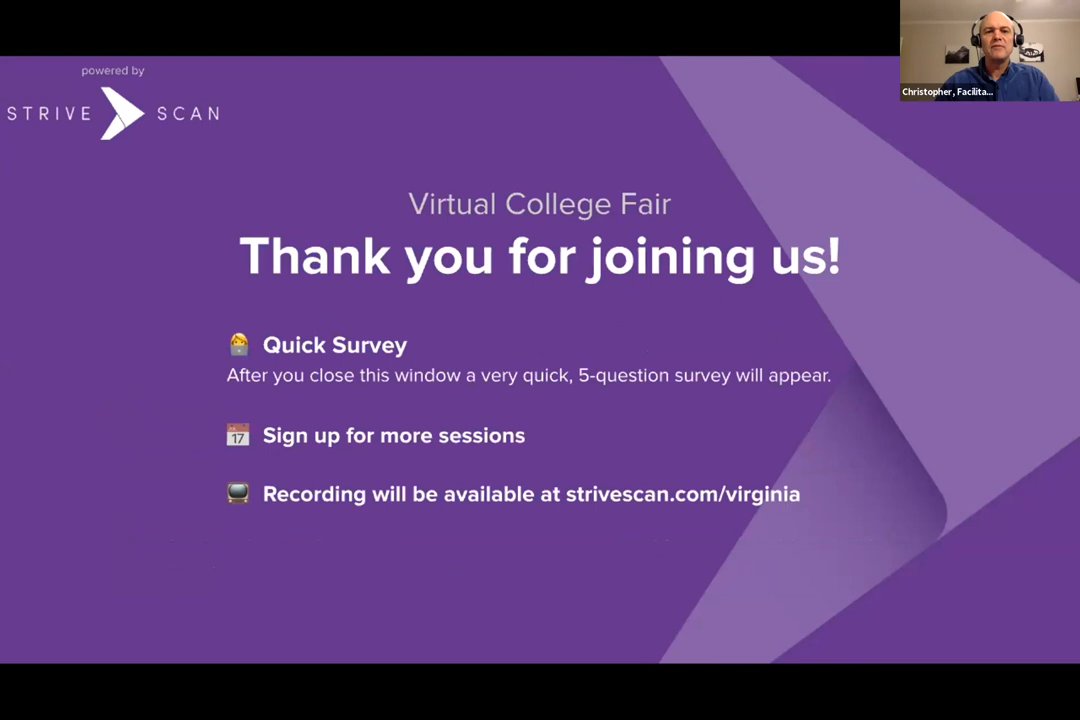 powered by
STRIVE SCAN
Christopher, Facilita...
Virtual College Fair
Thank you for joining us!
Quick Survey
After you close this window a very quick, 5-question survey will appear.
17 Sign up for more sessions
Recording will be available at strivescan.com/virginia